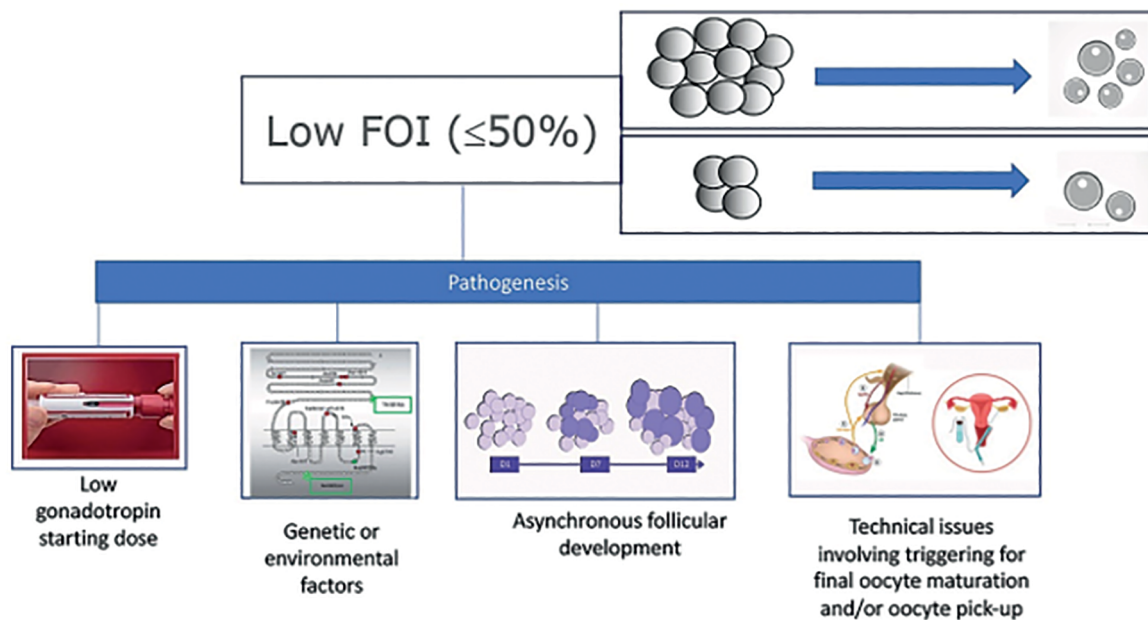 Low FOI (≤50%)
Pathogenesis
D1
D7
D12
Low
gonadotropin
starting dose
Genetic or
environmental
factors
Asynchronous follicular
development
Technical issues
involving triggering for
final oocyte maturation
and/or oocyte pick-up